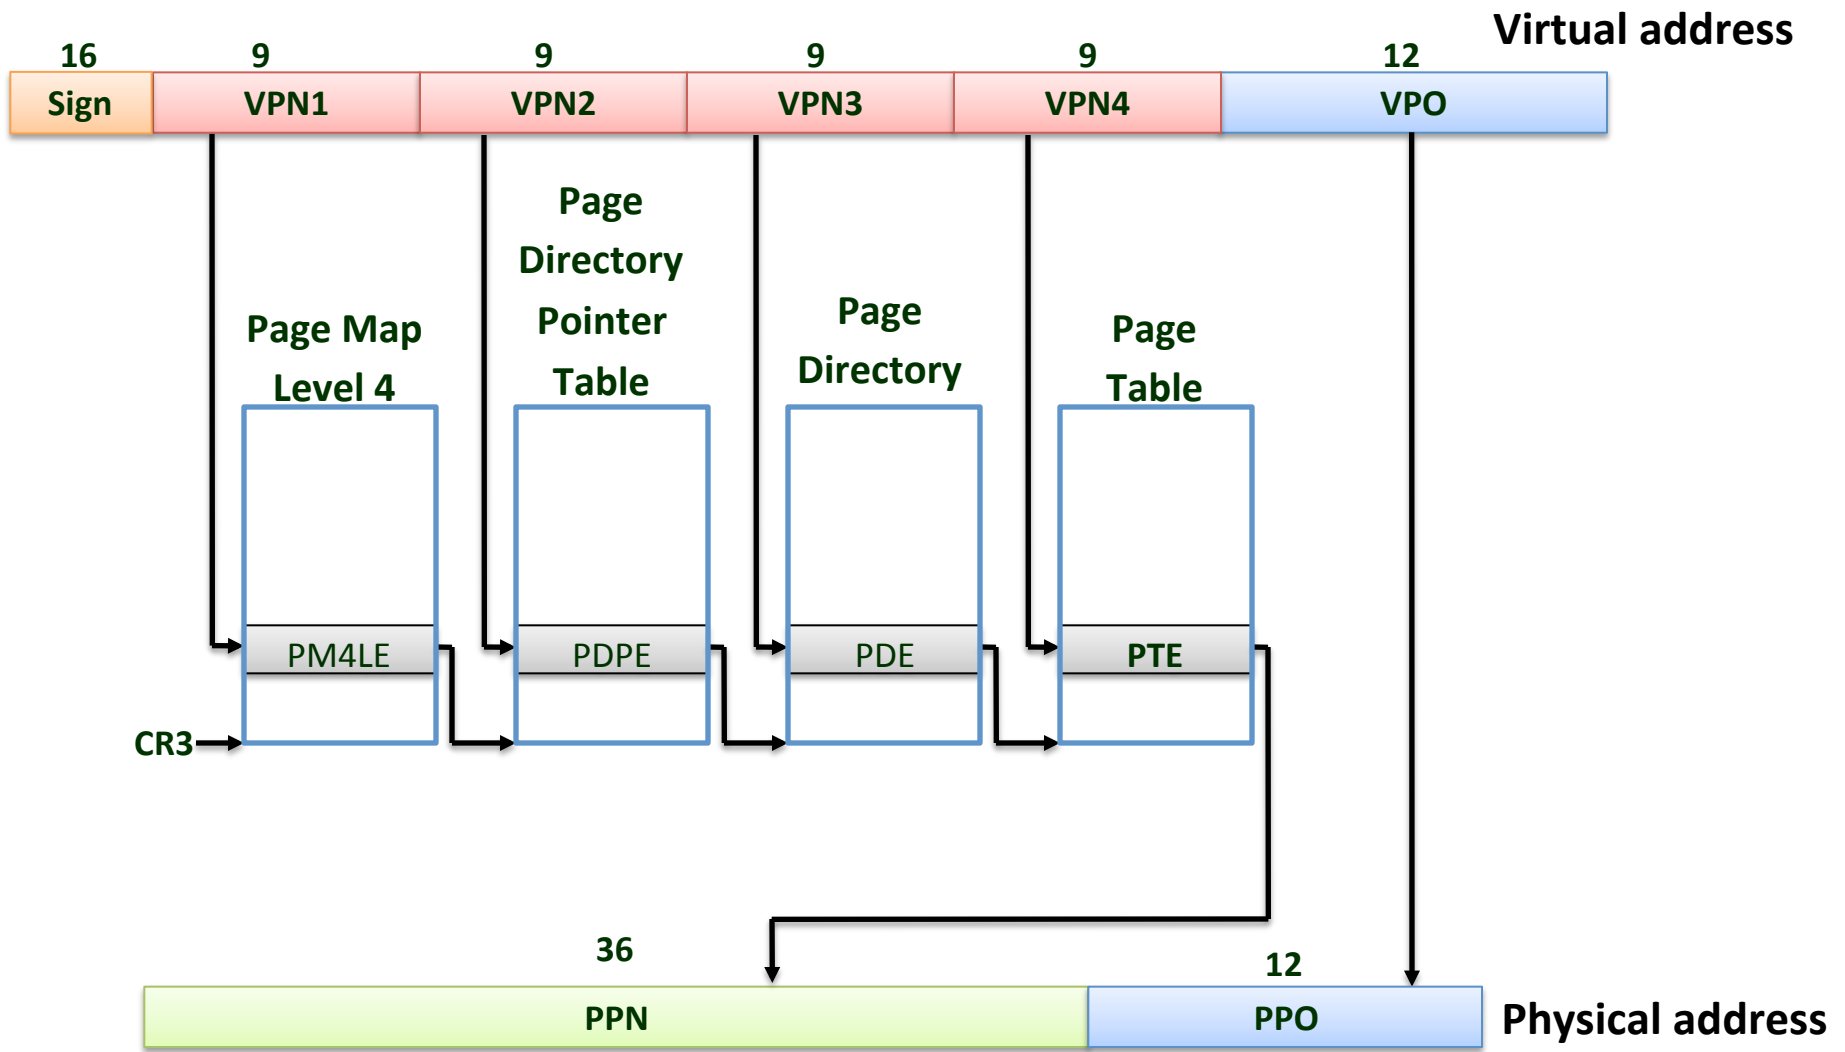 Virtual address
16 9 9 9 9 12
Sign VPN1 VPN2 VPN3 VPN4 VPO
Page Map
Level 4
Page
Directory
Pointer
Table
Page
Directory
Page
Table
PM4LE PDPE PDE PTE
CR3
36 12
PPN PPO
Physical address